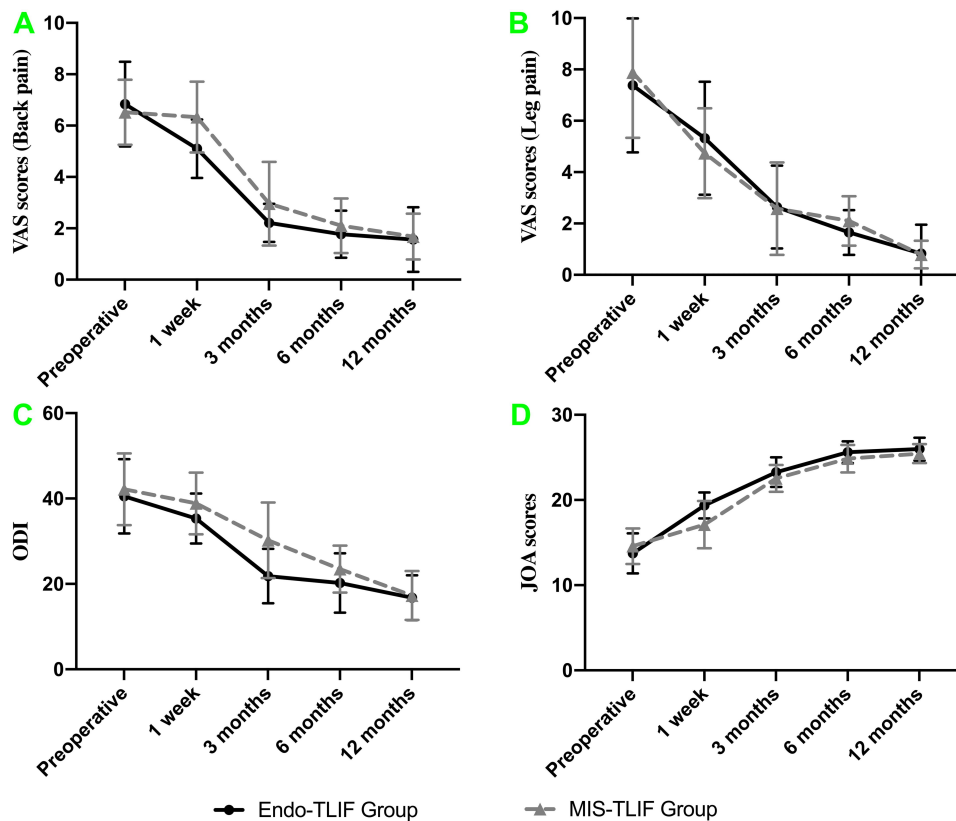 A
VAS scores (Back pain)
10
8
6
4
2
0
Preoperative
1 week
3 months
6 months
12 months
B
VAS scores (Leg pain)
10
8
6
4
2
0
Preoperative
1 week
3 months
6 months
12 months
C
ODI
60
40
20
0
Preoperative
1 week
3 months
6 months
12 months
D
JOA scores
30
20
10
0
Preoperative
1 week
3 months
6 months
12 months
Endo-TLIF Group
MIS-TLIF Group